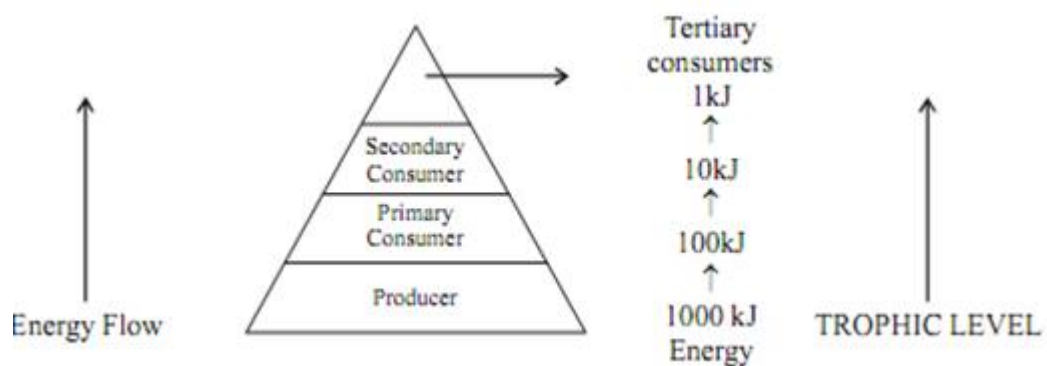 Tertiary
consumers
1kJ
Secondary
Consumer
10kJ
Primary
Consumer
100kJ
Producer
Energy Flow
1000 kJ
Energy
TROPHIC LEVEL